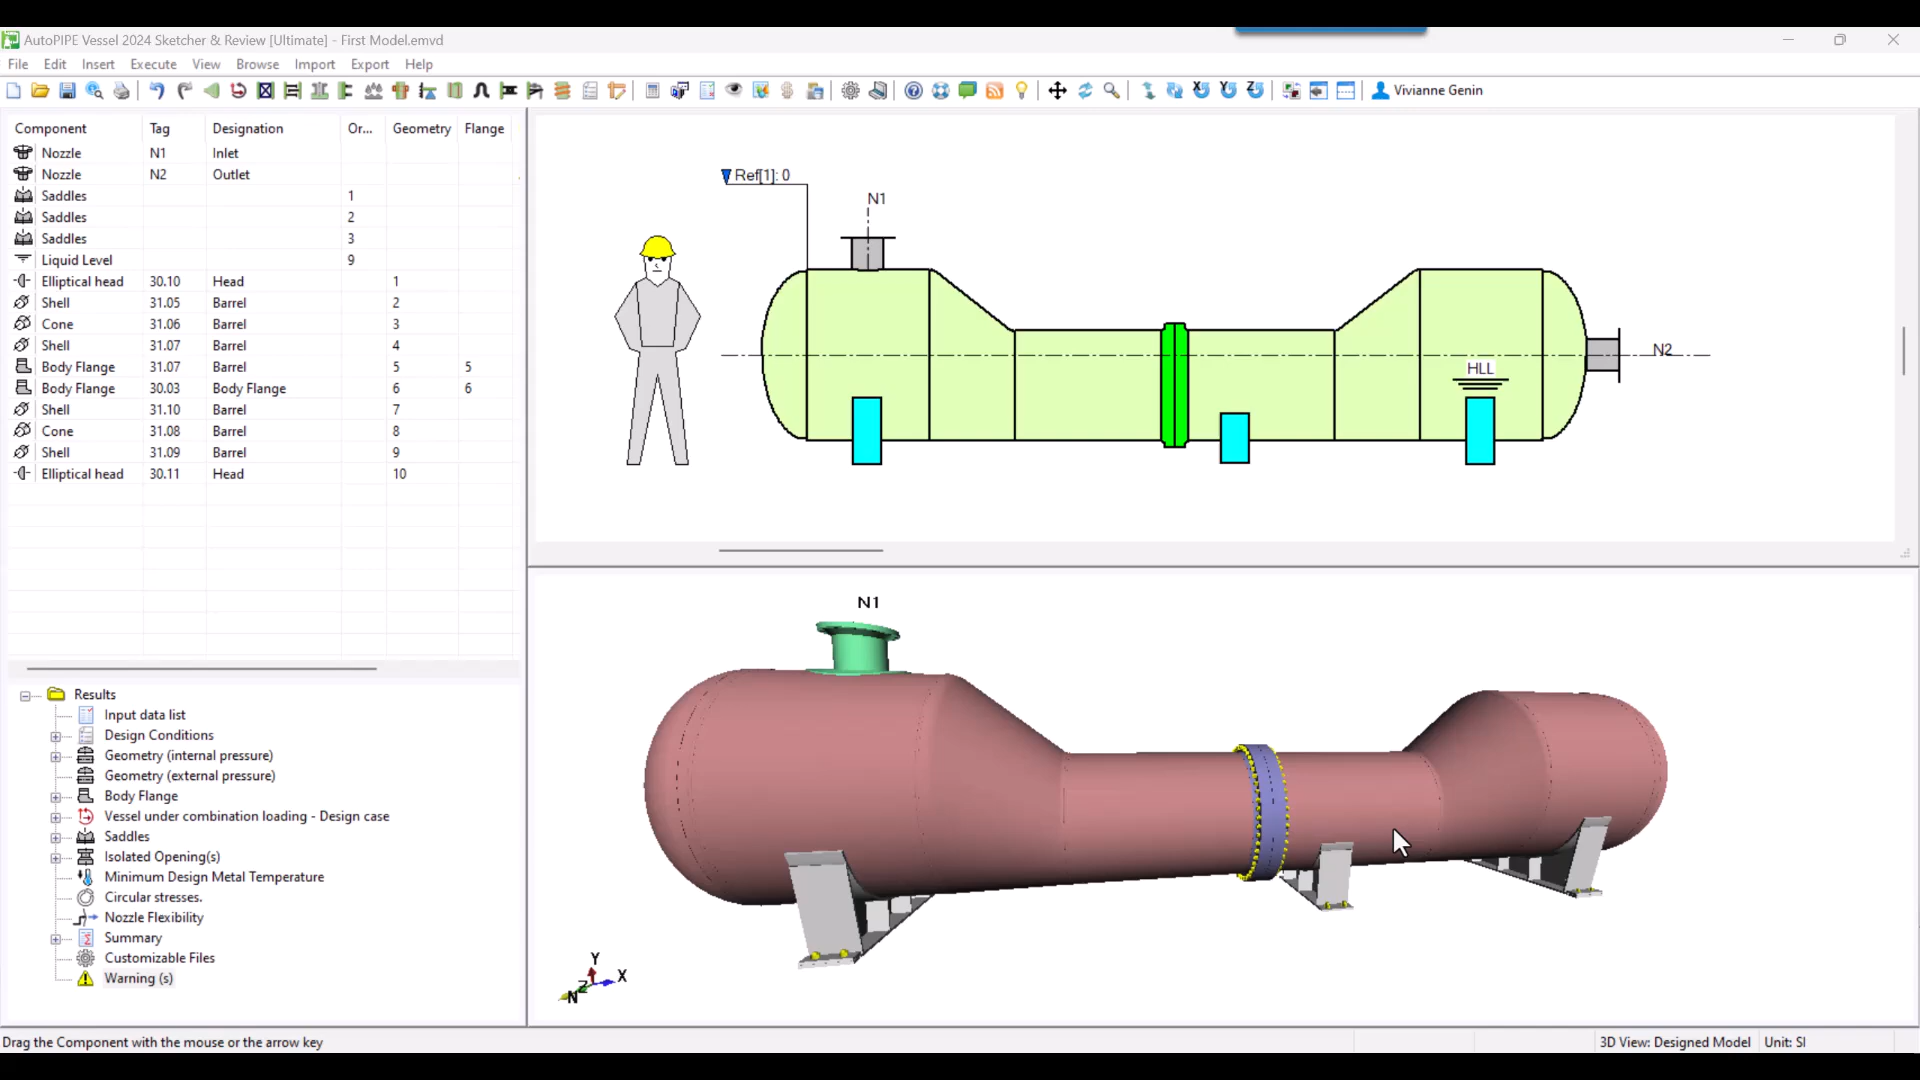 AutoPIPE Vessel 2024 Sketcher & Review [Ultimate] - First Model.emvd
File Edit Insert Execute View Browse Import Export Help
Vivianne Genin
Component Tag Designation Or... Geometry Flange
Nozzle N1 Inlet
Nozzle N2 Outlet
Saddles 1
Saddles 2
Saddles 3
Liquid Level 9
Elliptical head 30.10 Head 1
Shell 31.05 Barrel 2
Cone 31.06 Barrel 3
Shell 31.07 Barrel 4
Body Flange 31.07 Barrel 5 5
Body Flange 30.03 Body Flange 6 6
Shell 31.10 Barrel 7
Cone 31.08 Barrel 8
Shell 31.09 Barrel 9
Elliptical head 30.11 Head 10
Results
Input data list
Design Conditions
Geometry (internal pressure)
Geometry (external pressure)
Body Flange
Vessel under combination loading - Design case
Saddles
Isolated Opening(s)
Minimum Design Metal Temperature
Circular stresses.
Nozzle Flexibility
Summary
Customizable Files
Warning (s)
Ref[1]: 0
N1
N2
HLL
N1
Y
X
Z
N
Drag the Component with the mouse or the arrow key
3D View: Designed Model Unit: SI